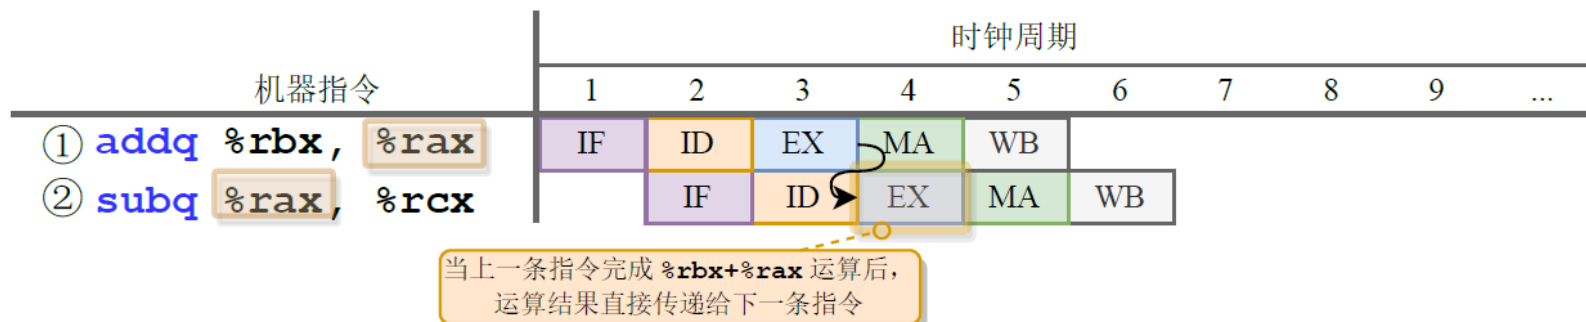 时钟周期
机器指令 1 2 3 4 5 6 7 8 9 ...
① addq %rbx, %rax IF ID EX MA WB
② subq %rax, %rcx IF ID EX MA WB
当上一条指令完成 %rbx+%rax 运算后，
运算结果直接传递给下一条指令